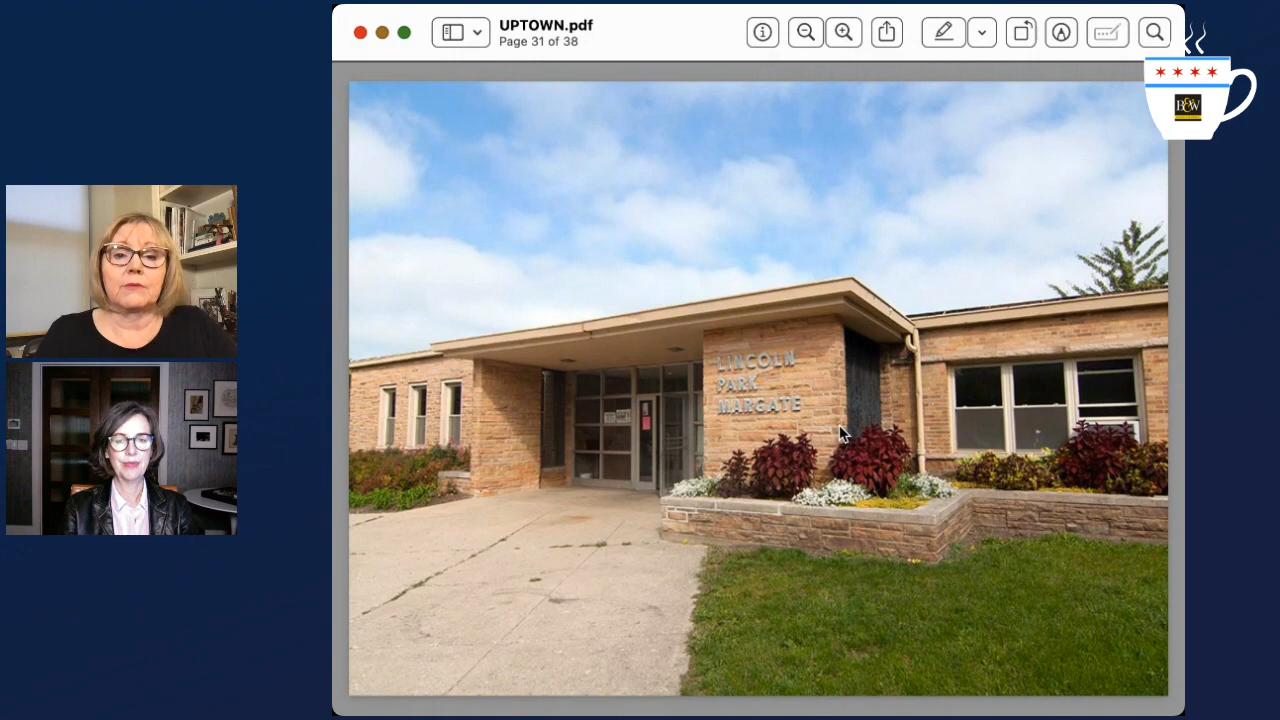 UPTOWN.pdf
Page 31 of 38
B&W
LINCOLN
PARK
MARGATE